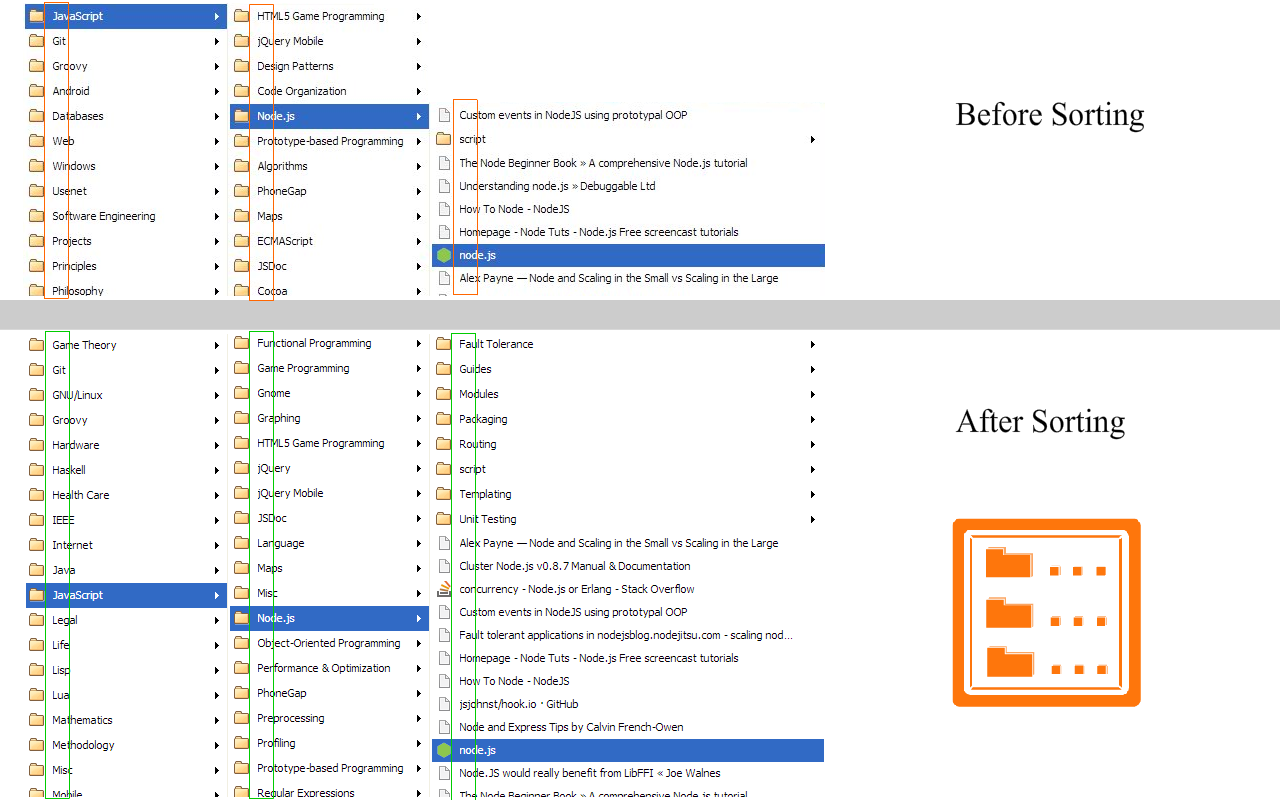 JavaScript
Git
Groovy
Android
Databases
Web
Windows
Usenet
Software Engineering
Projects
Principles
Philosophy
HTML5 Game Programming
jQuery Mobile
Design Patterns
Code Organization
Node.js
Prototype-based Programming
Algorithms
PhoneGap
Maps
ECMAScript
JSDoc
Cocoa
Custom events in NodeJS using prototypal OOP
script
The Node Beginner Book » A comprehensive Node.js tutorial
Understanding node.js » Debuggable Ltd
How To Node - NodeJS
Homepage - Node Tuts - Node.js Free screencast tutorials
node.js
Alex Payne — Node and Scaling in the Small vs Scaling in the Large
Before Sorting
Game Theory
Git
GNU/Linux
Groovy
Hardware
Haskell
Health Care
IEEE
Internet
Java
JavaScript
Legal
Life
Lisp
Lua
Mathematics
Methodology
Misc
Mobile
Functional Programming
Game Programming
Gnome
Graphing
HTML5 Game Programming
jQuery
jQuery Mobile
JSDoc
Language
Maps
Misc
Node.js
Object-Oriented Programming
Performance & Optimization
PhoneGap
Preprocessing
Profiling
Prototype-based Programming
Regular Expressions
Fault Tolerance
Guides
Modules
Packaging
Routing
script
Templating
Unit Testing
Alex Payne — Node and Scaling in the Small vs Scaling in the Large
Cluster Node.js v0.8.7 Manual & Documentation
concurrency - Node.js or Erlang - Stack Overflow
Custom events in NodeJS using prototypal OOP
Fault tolerant applications in nodejsblog.nodejitsu.com - scaling nod...
Homepage - Node Tuts - Node.js Free screencast tutorials
How To Node - NodeJS
jsjohnst/hook.io · GitHub
Node and Express Tips by Calvin French-Owen
node.js
Node.JS would really benefit from LibFFI « Joe Walnes
The Node Beginner Book » A comprehensive Node.js tutorial
After Sorting